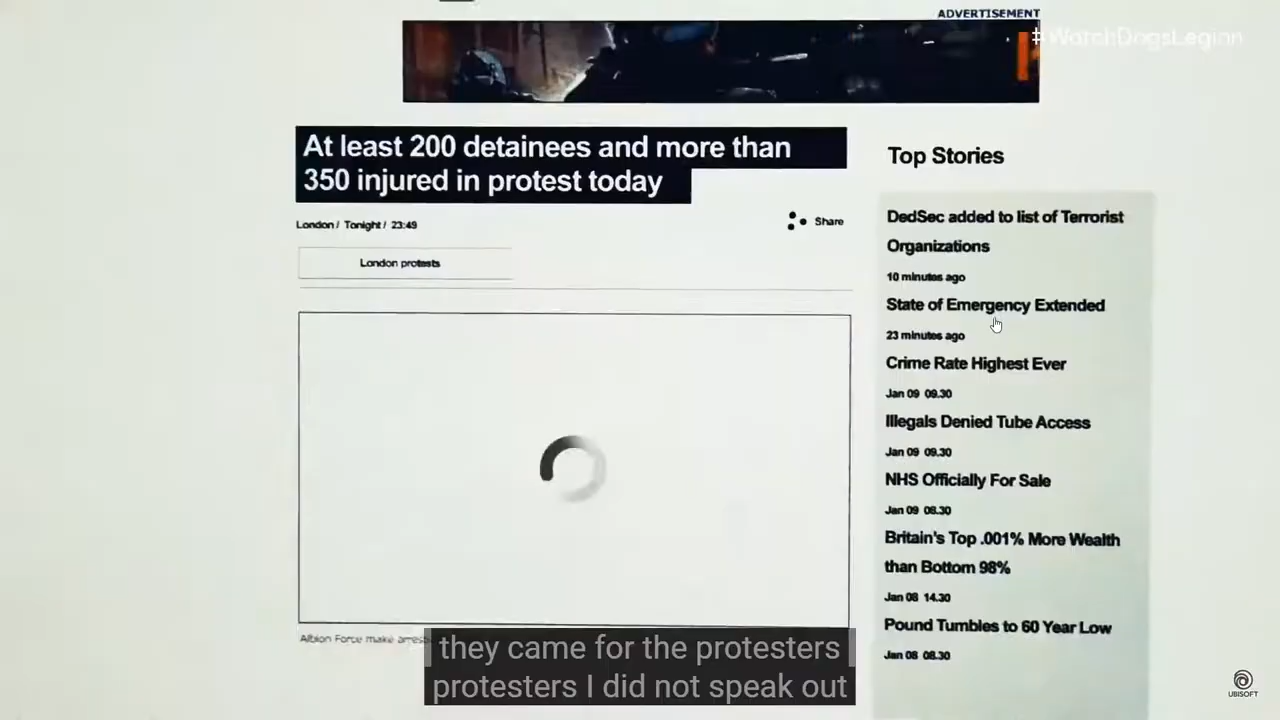 ADVERTISEMENT
#WatchDogsLegion
At least 200 detainees and more than
350 injured in protest today
London / Tonight / 23:49
Share
London protests
Top Stories
DedSec added to list of Terrorist
Organizations
10 minutes ago
State of Emergency Extended
23 minutes ago
Crime Rate Highest Ever
Jan 09 09.30
Illegals Denied Tube Access
Jan 09 09.30
NHS Officially For Sale
Jan 09 08.30
Britain's Top .001% More Wealth
than Bottom 98%
Jan 08 14.30
Pound Tumbles to 60 Year Low
Jan 08 08.30
Albion Force make
they came for the protesters
protesters I did not speak out
UBISOFT